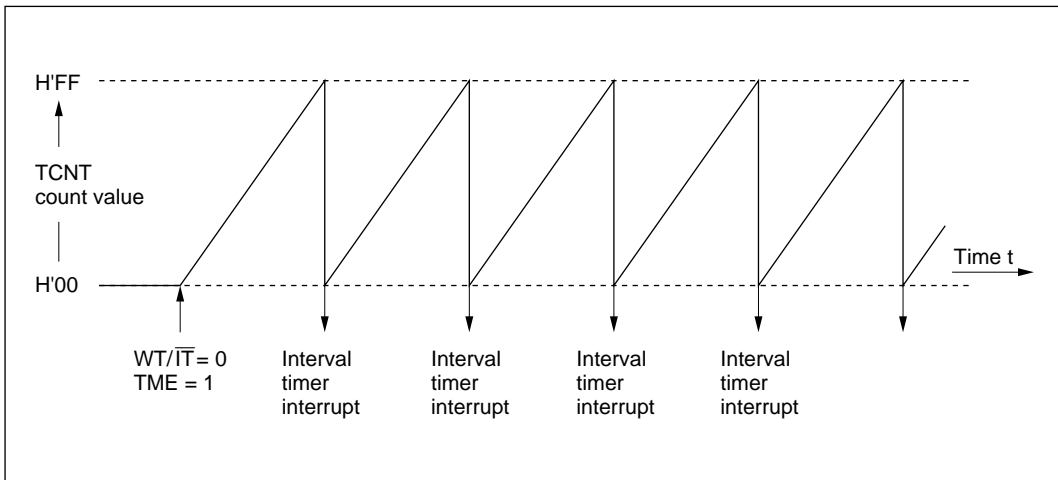 H'FF
TCNT
count value
H'00
Time t
WT/I̅T̅ = 0
TME = 1
Interval
timer
interrupt
Interval
timer
interrupt
Interval
timer
interrupt
Interval
timer
interrupt